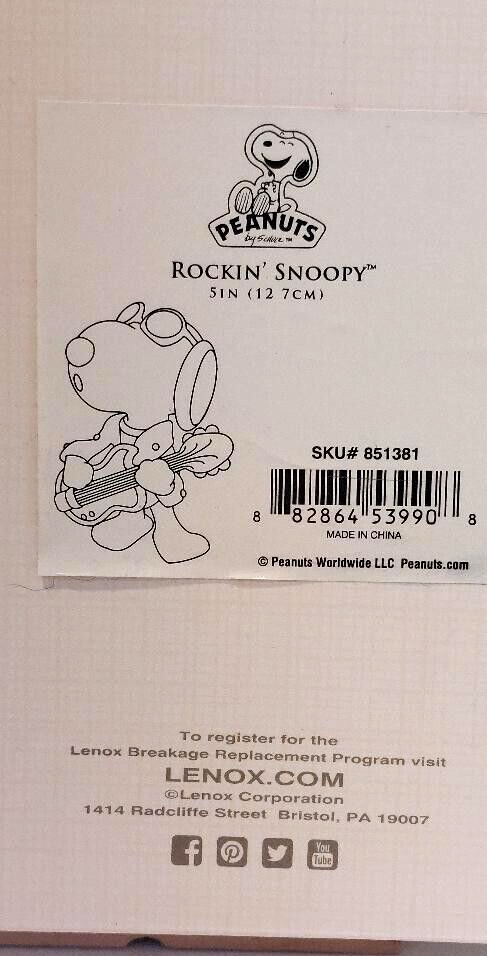 PEANUTS
by Schulz ™
ROCKIN' SNOOPY™
5IN (12 7CM)
SKU# 851381
8 82864 53990 8
MADE IN CHINA
© Peanuts Worldwide LLC Peanuts.com
To register for the
Lenox Breakage Replacement Program visit
LENOX.COM
©Lenox Corporation
1414 Radcliffe Street Bristol, PA 19007
You
Tube